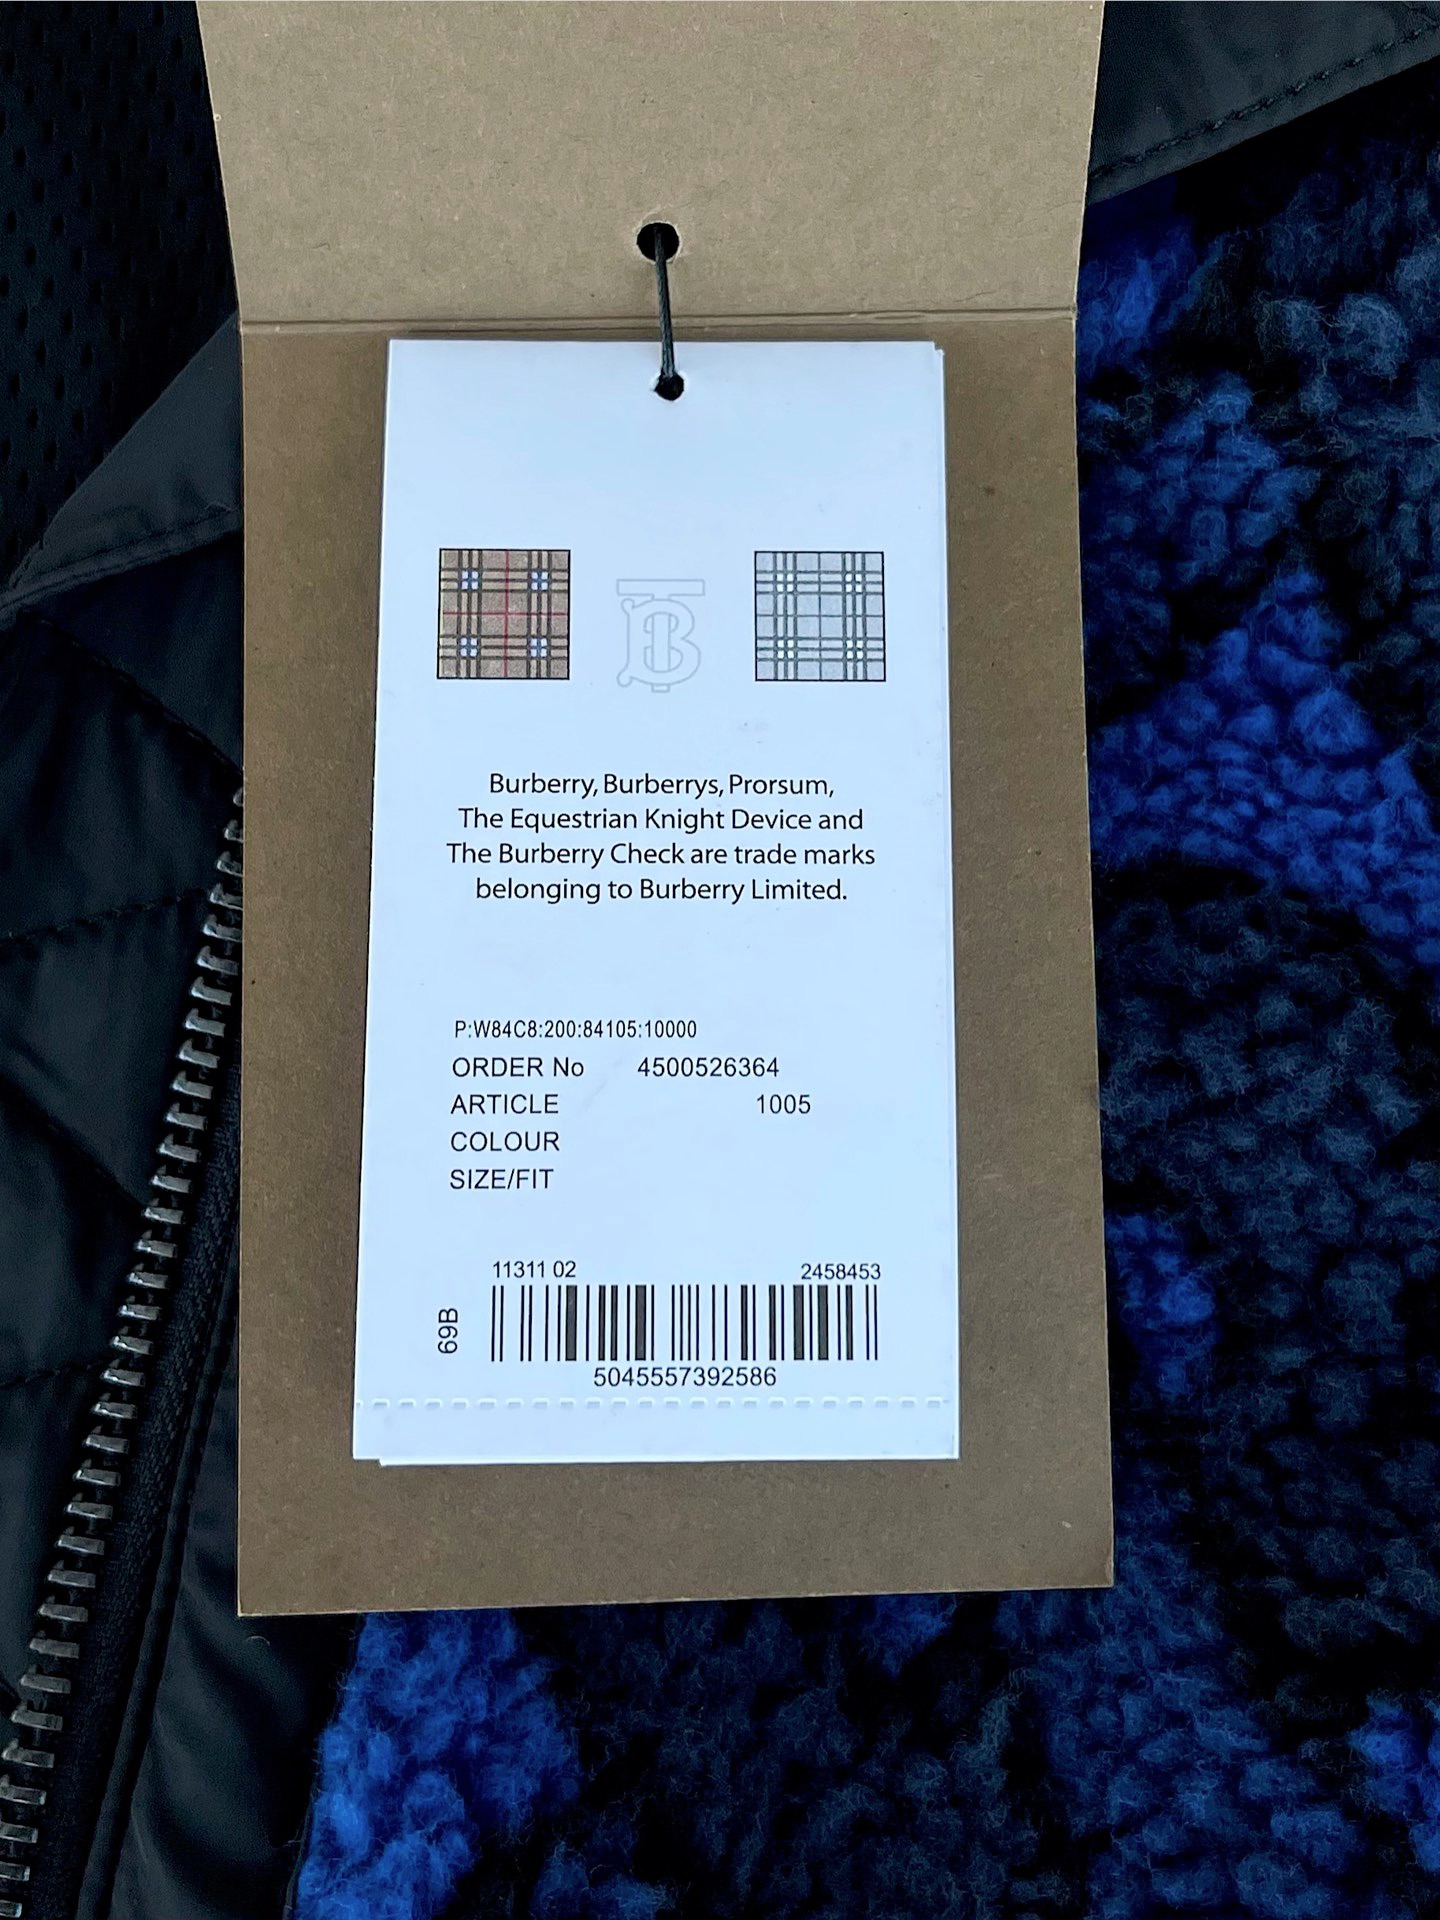 TB
Burberry, Burberrys, Prorsum,
The Equestrian Knight Device and
The Burberry Check are trade marks
belonging to Burberry Limited.
P:W84C8:200:84105:10000
ORDER No 4500526364
ARTICLE 1005
COLOUR
SIZE/FIT
11311 02 2458453
69B
5045557392586